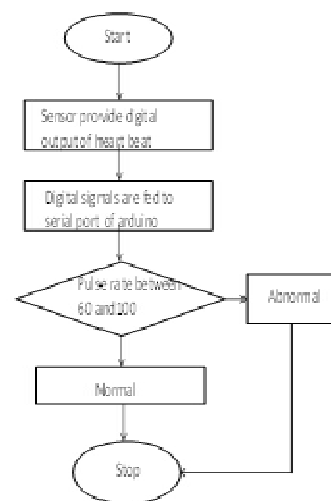 Start
Sensor provide digital
output of heart beat
Digital signals are fed to
serial port of arduino
Pulse rate between
60 and 100
Abnormal
Normal
Stop